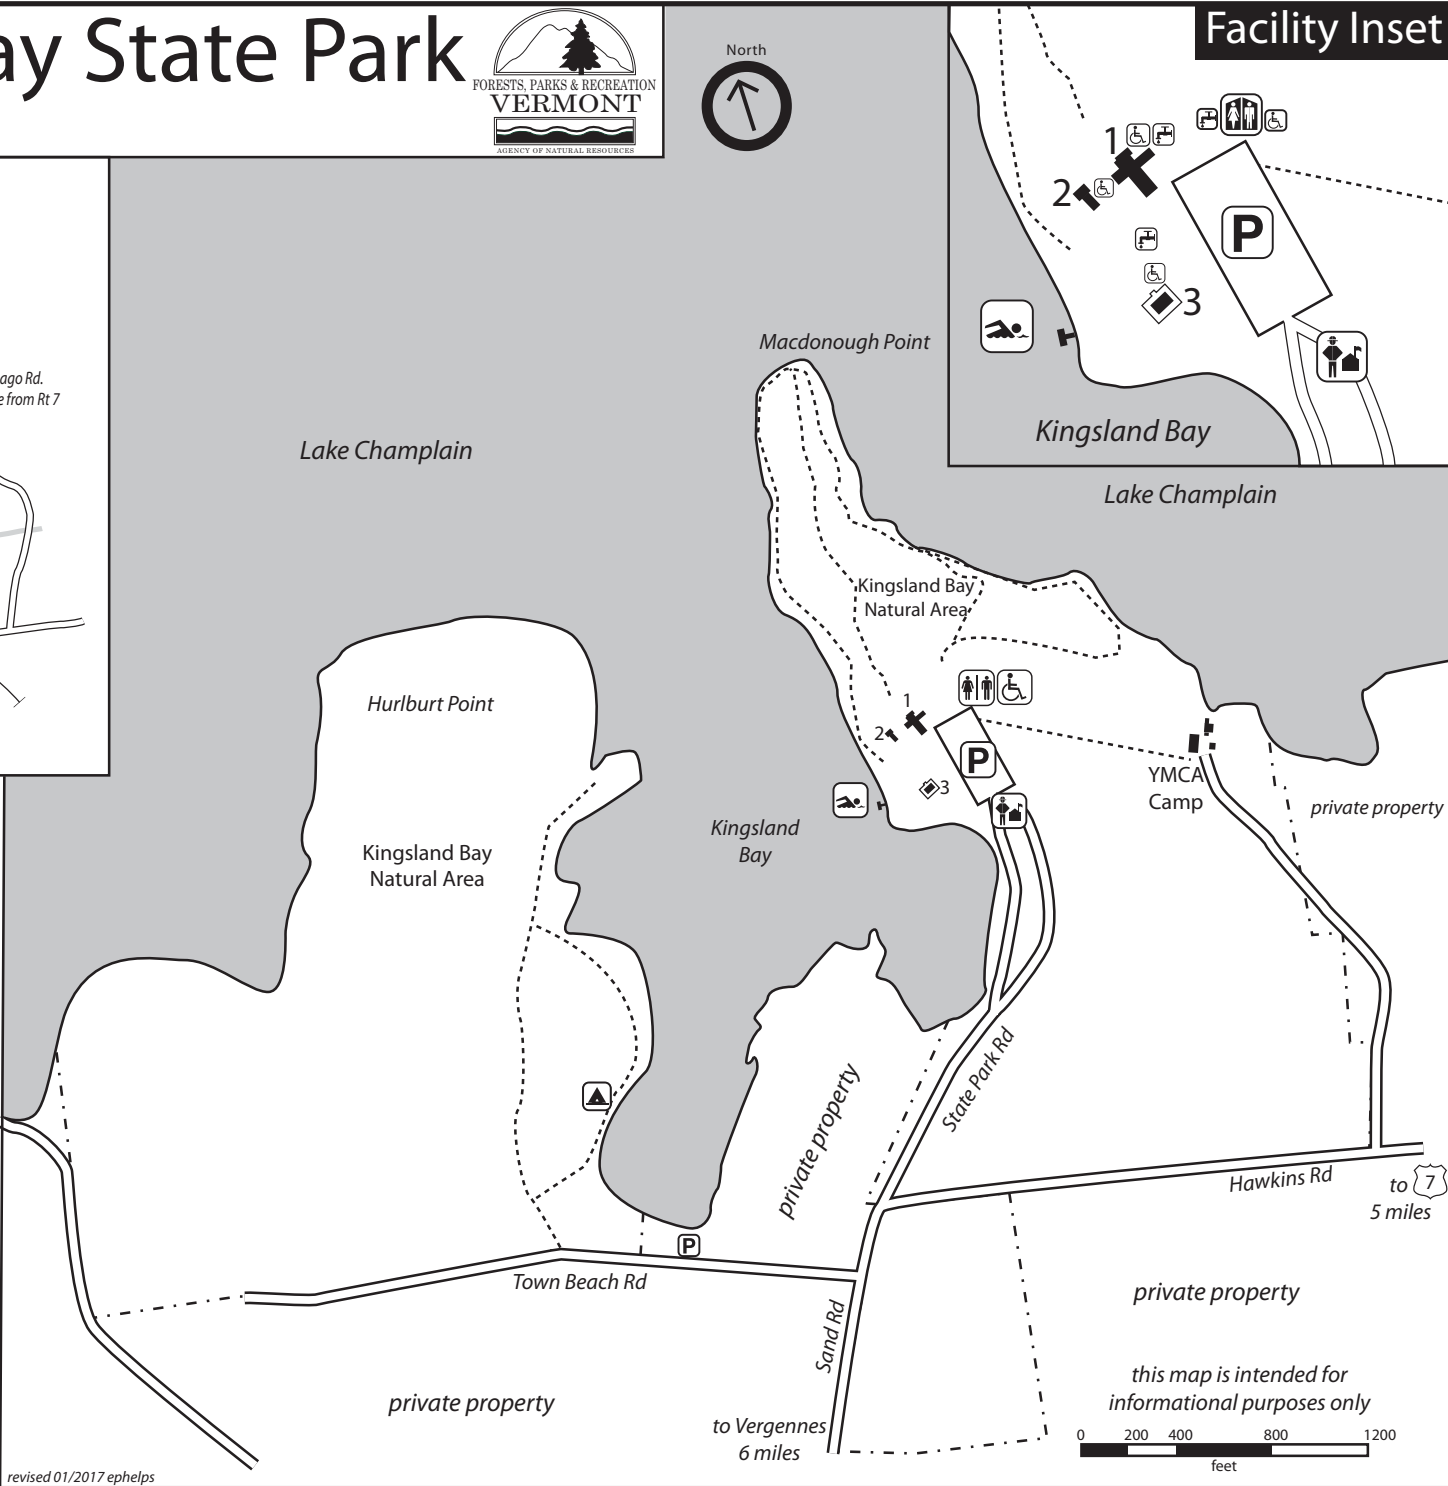 ay State Park
FORESTS, PARKS & RECREATION
VERMONT
AGENCY OF NATURAL RESOURCES
North
Facility Inset
1
2
P
3
Kingsland Bay
ago Rd.
e from Rt 7
Macdonough Point
Lake Champlain
Lake Champlain
Kingsland Bay
Natural Area
Hurlburt Point
1
2
P
3
YMCA
Camp
private property
Kingsland
Bay
Kingsland Bay
Natural Area
private property
State Park Rd
Hawkins Rd
to 7
5 miles
P
Town Beach Rd
Sand Rd
private property
private property
to Vergennes
6 miles
this map is intended for
informational purposes only
0 200 400 800 1200
feet
revised 01/2017 ephelps